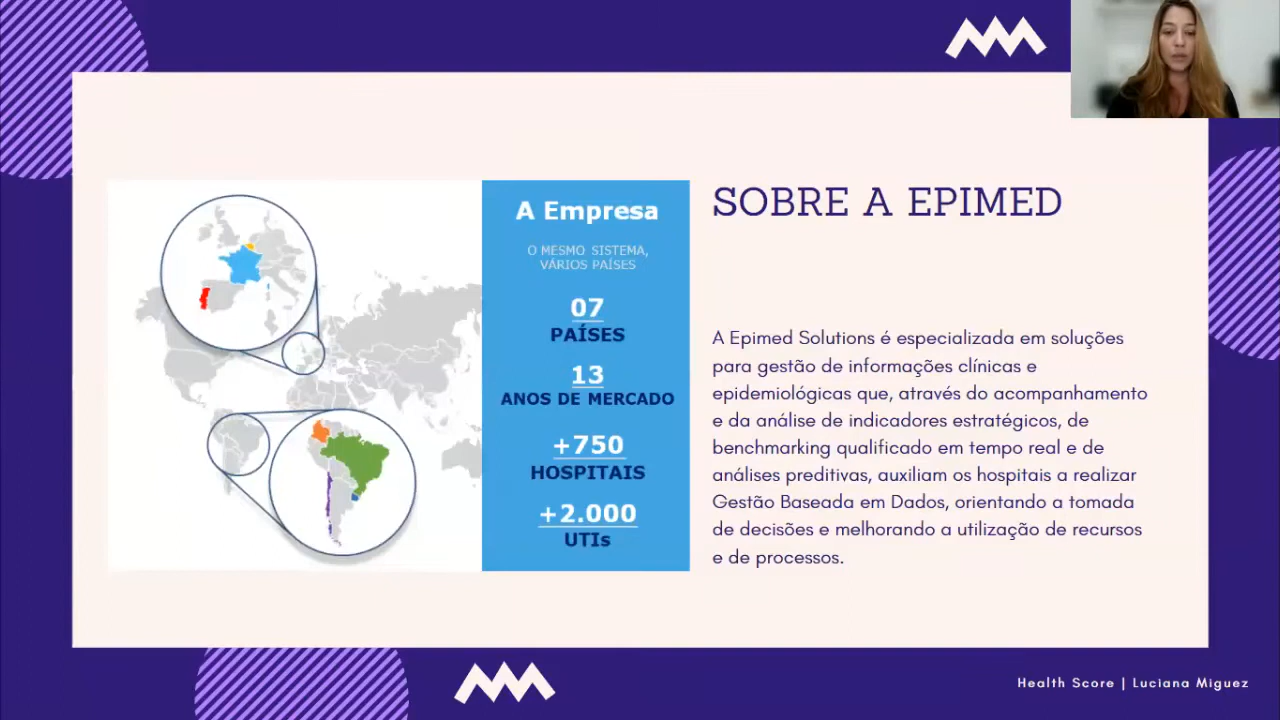 A Empresa
O MESMO SISTEMA,
VÁRIOS PAÍSES
07
PAÍSES
13
ANOS DE MERCADO
+750
HOSPITAIS
+2.000
UTIs
SOBRE A EPIMED
A Epimed Solutions é especializada em soluções
para gestão de informações clínicas e
epidemiológicas que, através do acompanhamento
e da análise de indicadores estratégicos, de
benchmarking qualificado em tempo real e de
análises preditivas, auxiliam os hospitais a realizar
Gestão Baseada em Dados, orientando a tomada
de decisões e melhorando a utilização de recursos
e de processos.
Health Score | Luciana Miguez